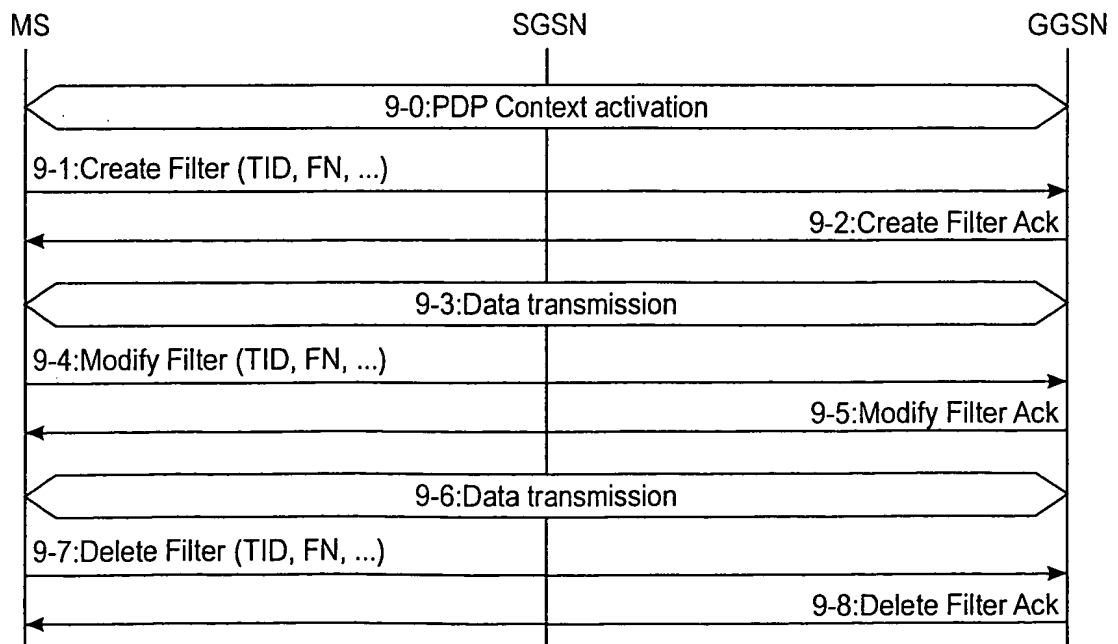 MS SGSN GGSN
9-0:PDP Context activation
9-1:Create Filter (TID, FN, ...)
9-2:Create Filter Ack
9-3:Data transmission
9-4:Modify Filter (TID, FN, ...)
9-5:Modify Filter Ack
9-6:Data transmission
9-7:Delete Filter (TID, FN, ...)
9-8:Delete Filter Ack